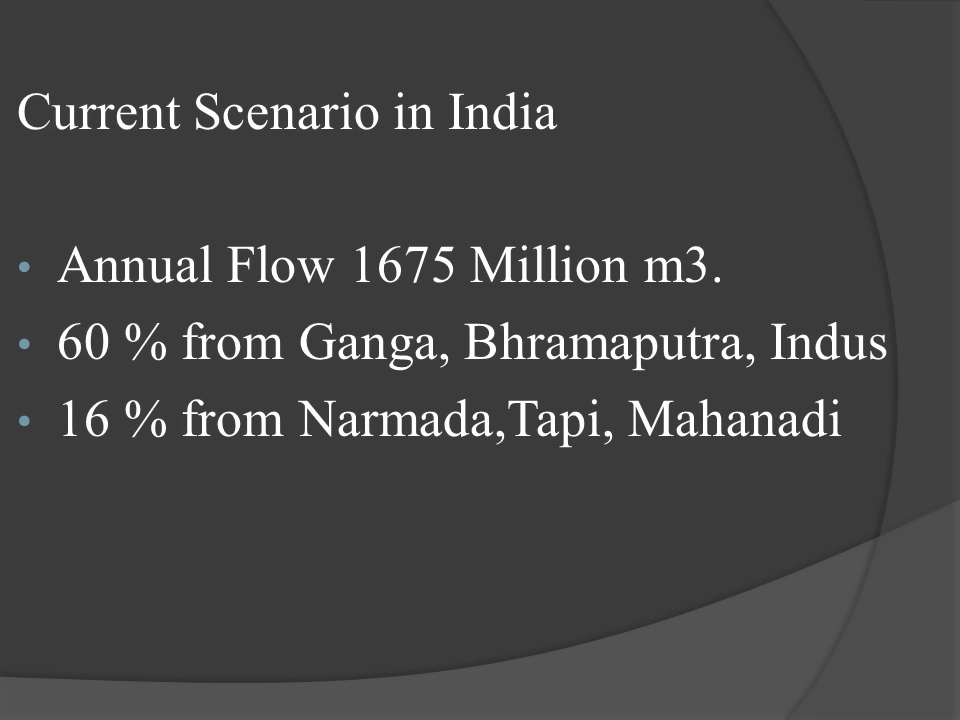 Current Scenario in India
• Annual Flow 1675 Million m3.
• 60 % from Ganga, Bhramaputra, Indus
• 16 % from Narmada,Tapi, Mahanadi